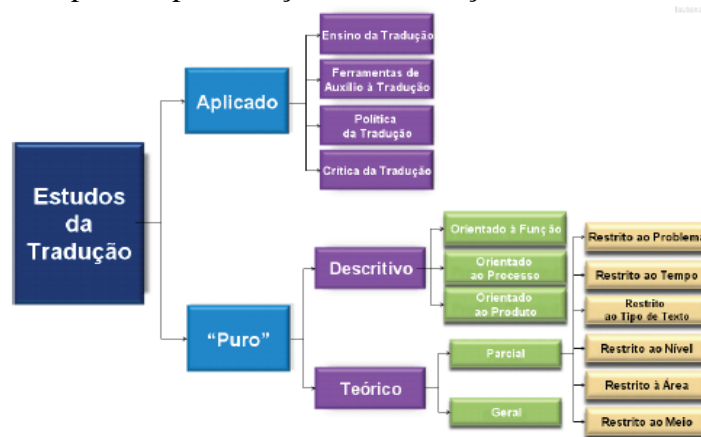 Estudos
da
Tradução
Aplicado
Ensino da Tradução
Ferramentas de
Auxílio à Tradução
Política
da Tradução
Crítica da Tradução
"Puro"
Descritivo
Orientado à Função
Orientado
ao Processo
Orientado
ao Produto
Teórico
Parcial
Geral
Restrito ao Problema
Restrito ao Tempo
Restrito
ao Tipo de Texto
Restrito ao Nível
Restrito à Área
Restrito ao Meio